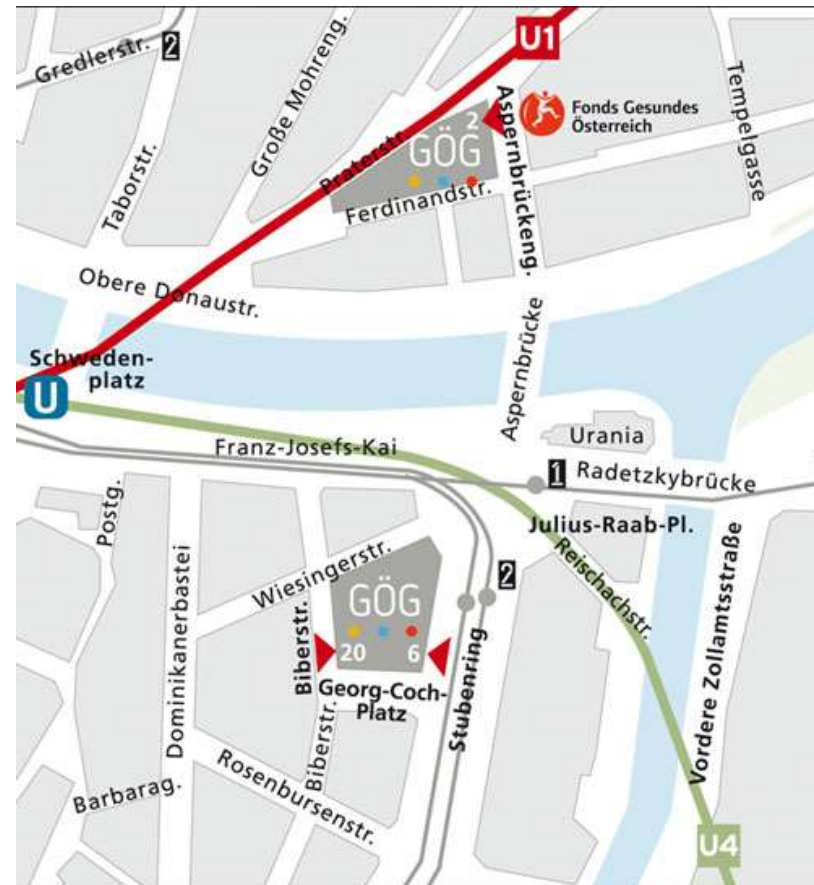 Gredlerstr.
2
Taborstr.
Große Mohreng.
Praterstr.
U1
2
GÖG
Aspernbrückeng.
Fonds Gesundes
Österreich
Tempelgasse
Ferdinandstr.
Obere Donaustr.
Schweden-
platz
U
Aspernbrücke
Urania
Franz-Josefs-Kai
1
Radetzkybrücke
Postg.
Julius-Raab-Pl.
Reischachstr.
Wiesingerstr.
2
GÖG
20
6
Biberstr.
Georg-Coch-
Platz
Stubenring
Vordere Zollamtsstraße
Dominikanerbastei
Biberstr.
Rosenbursenstr.
Barbarag.
U4